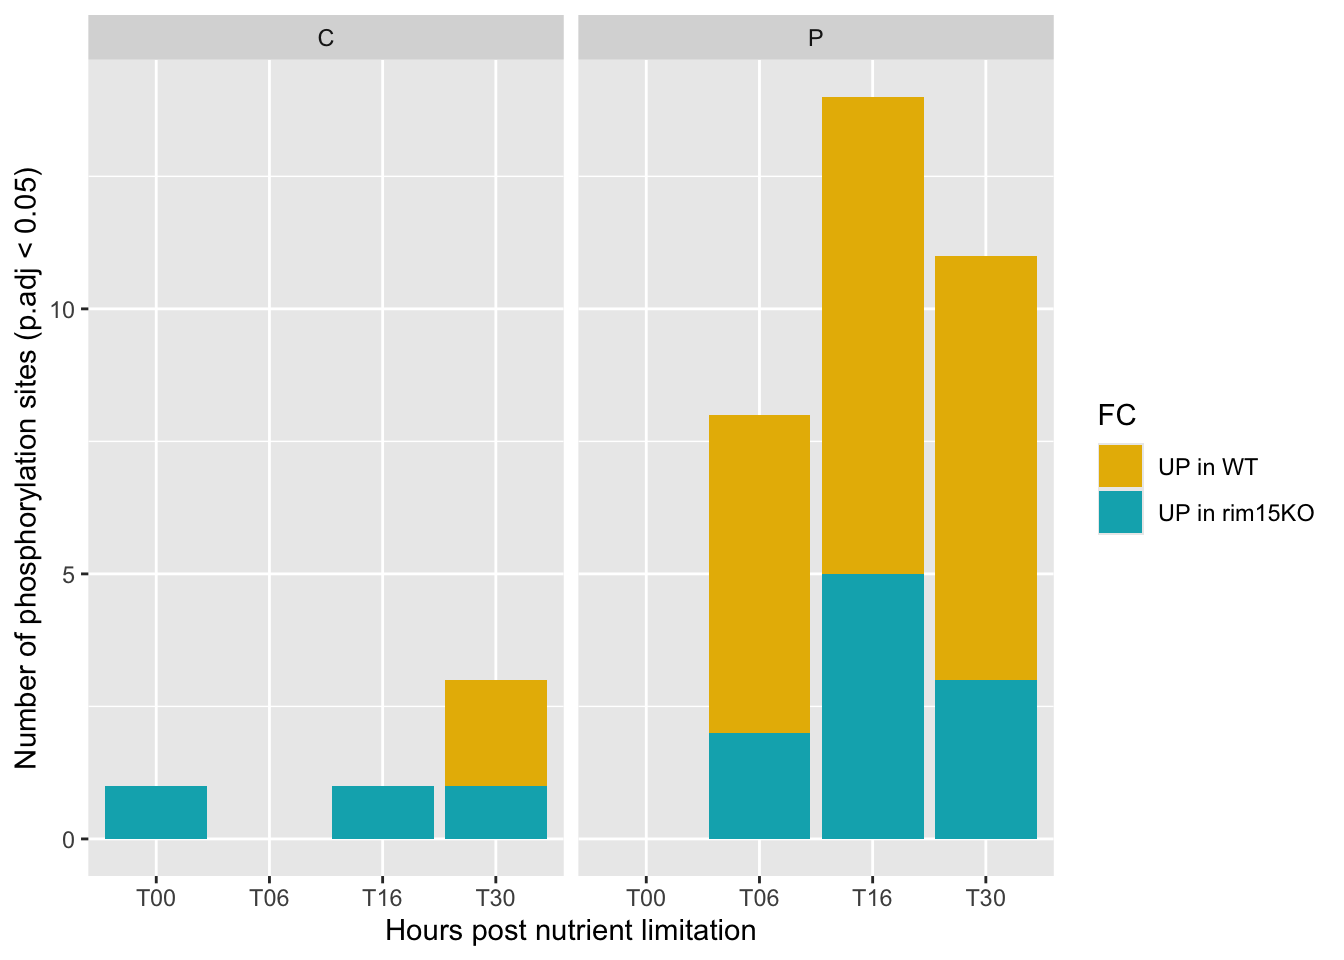 C
P
Number of phosphorylation sites (p.adj < 0.05)
10
5
0
T00 T06 T16 T30
T00 T06 T16 T30
Hours post nutrient limitation
FC
UP in WT
UP in rim15KO